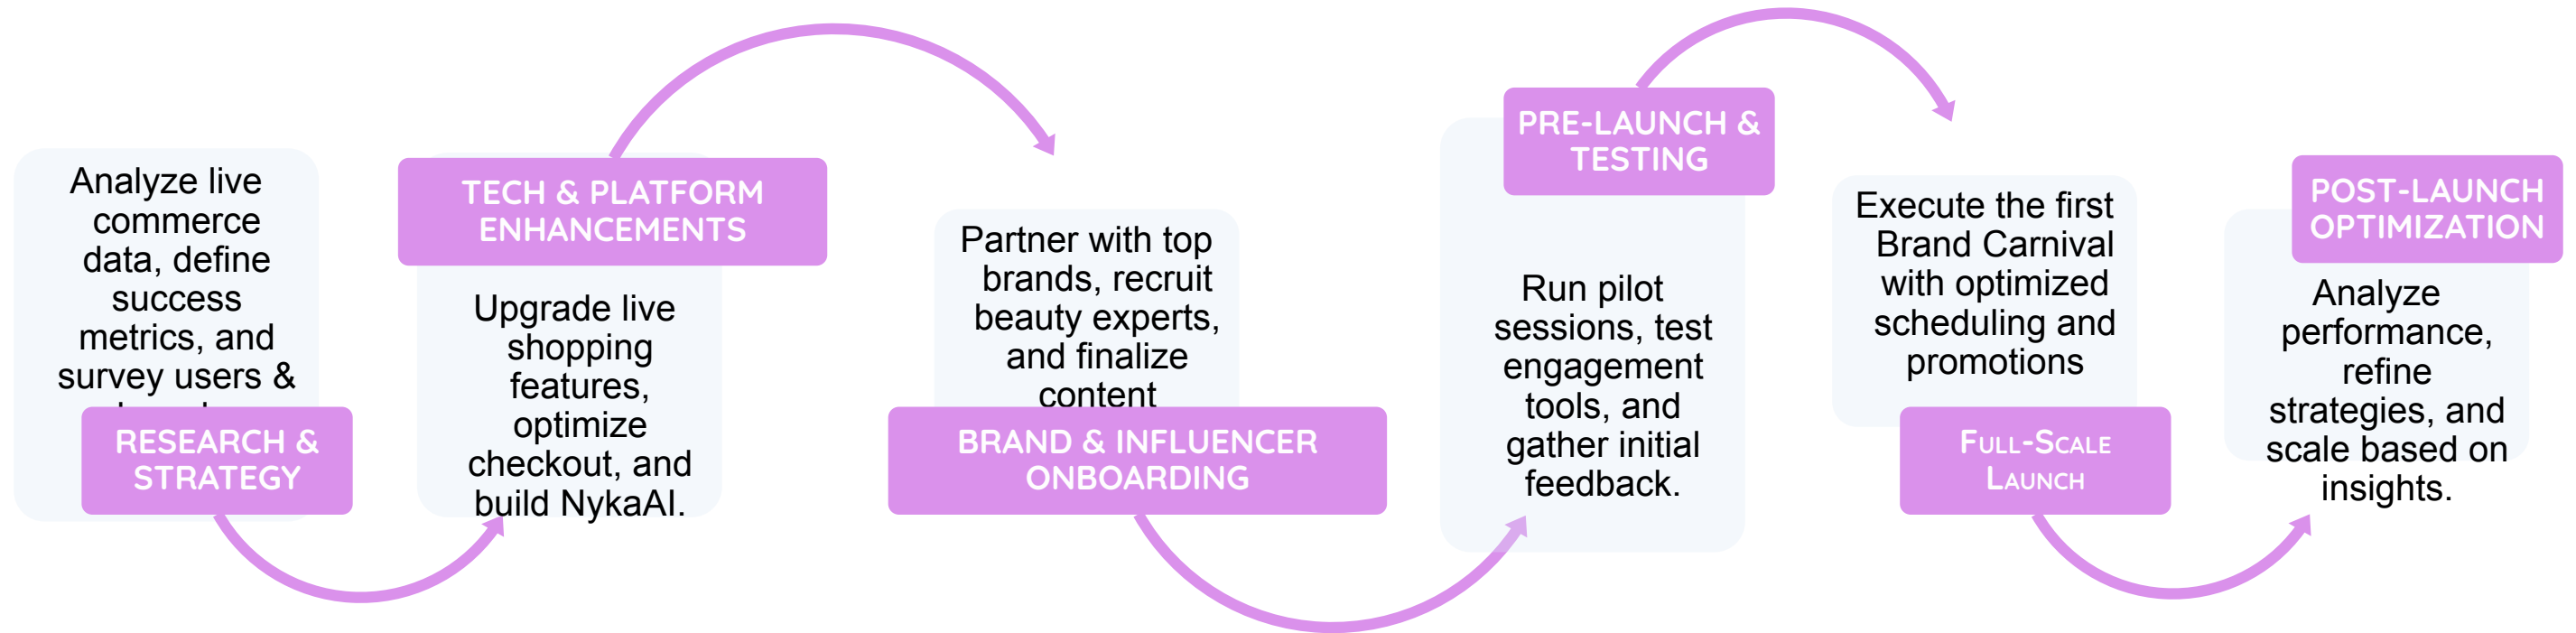 Analyze live
commerce
data, define
success
metrics, and
survey users &
RESEARCH &
STRATEGY
TECH & PLATFORM
ENHANCEMENTS
Upgrade live
shopping
features,
optimize
checkout, and
build NykaAI.
Partner with top
brands, recruit
beauty experts,
and finalize
content
BRAND & INFLUENCER
ONBOARDING
PRE-LAUNCH &
TESTING
Run pilot
sessions, test
engagement
tools, and
gather initial
feedback.
Execute the first
Brand Carnival
with optimized
scheduling and
promotions
Full-Scale
Launch
POST-LAUNCH
OPTIMIZATION
Analyze
performance,
refine
strategies, and
scale based on
insights.